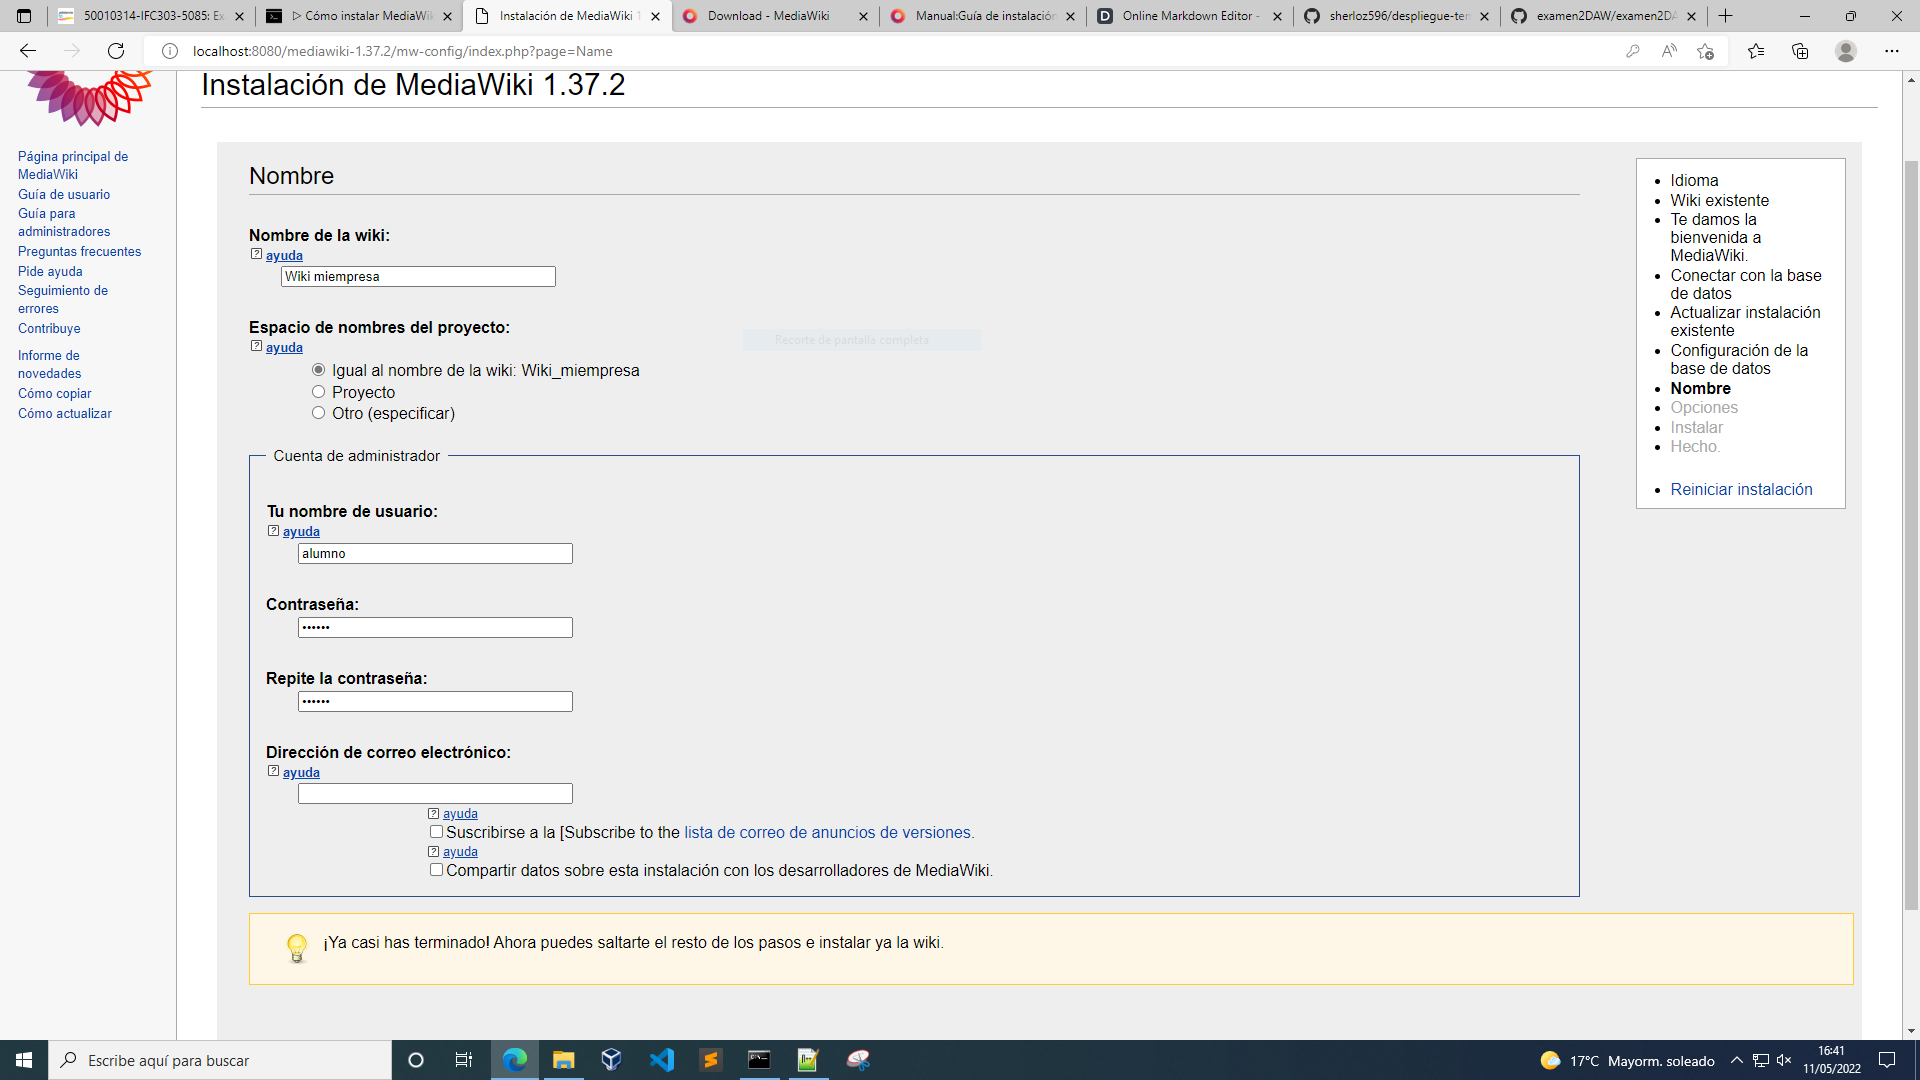 50010314-IFC303-5085: Ex
▷ Cómo instalar MediaWik
Instalación de MediaWiki 1
Download - MediaWiki
Manual:Guía de instalación
Online Markdown Editor -
sherloz596/despliegue-ter
examen2DAW/examen2DA
localhost:8080/mediawiki-1.37.2/mw-config/index.php?page=Name
Instalación de MediaWiki 1.37.2
Página principal de
MediaWiki
Guía de usuario
Guía para
administradores
Preguntas frecuentes
Pide ayuda
Seguimiento de
errores
Contribuye
Informe de
novedades
Cómo copiar
Cómo actualizar
Nombre
Nombre de la wiki:
ayuda
Wiki miempresa
Espacio de nombres del proyecto:
ayuda
Recorte de pantalla completa
Igual al nombre de la wiki: Wiki_miempresa
Proyecto
Otro (especificar)
Cuenta de administrador
Tu nombre de usuario:
ayuda
alumno
Contraseña:
••••••
Repite la contraseña:
••••••
Dirección de correo electrónico:
ayuda
ayuda
Suscribirse a la [Subscribe to the lista de correo de anuncios de versiones.
ayuda
Compartir datos sobre esta instalación con los desarrolladores de MediaWiki.
¡Ya casi has terminado! Ahora puedes saltarte el resto de los pasos e instalar ya la wiki.
Idioma
Wiki existente
Te damos la
bienvenida a
MediaWiki.
Conectar con la base
de datos
Actualizar instalación
existente
Configuración de la
base de datos
Nombre
Opciones
Instalar
Hecho.
Reiniciar instalación
Escribe aquí para buscar
17°C Mayorm. soleado
16:41
11/05/2022